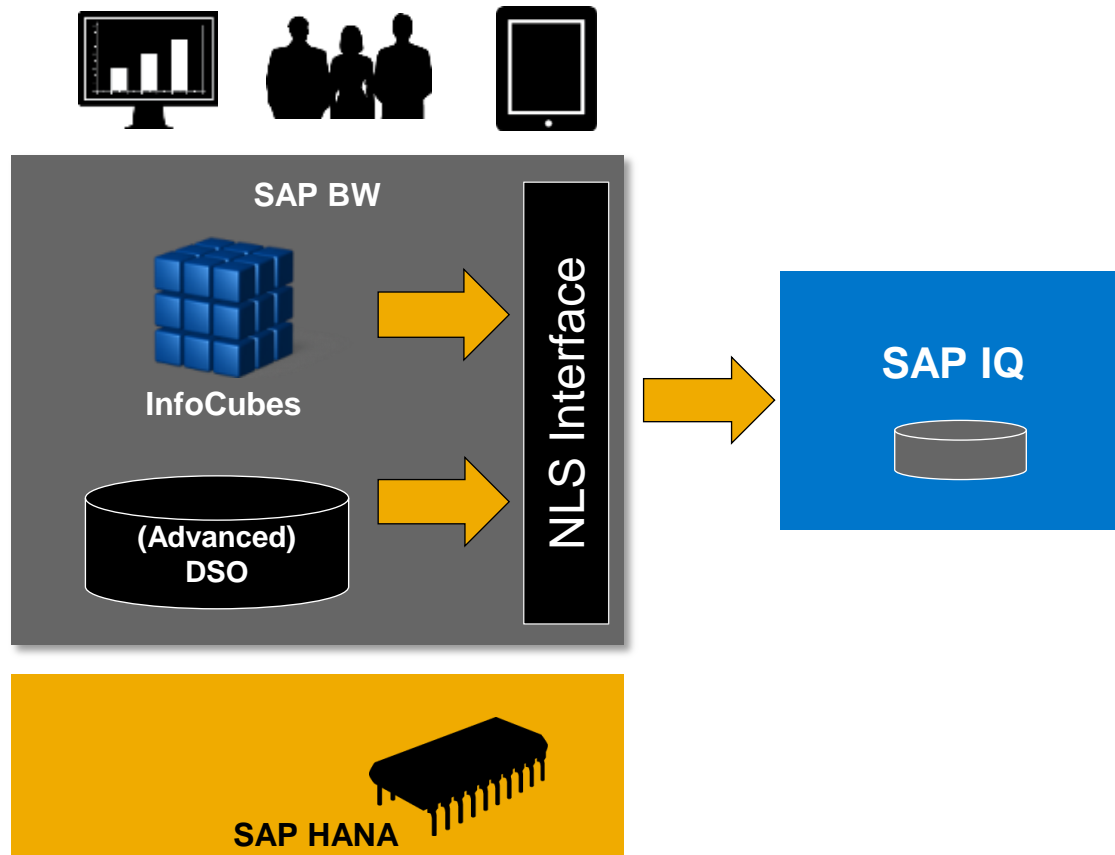 SAP BW
InfoCubes
(Advanced)
DSO
NLS Interface
SAP IQ
SAP HANA